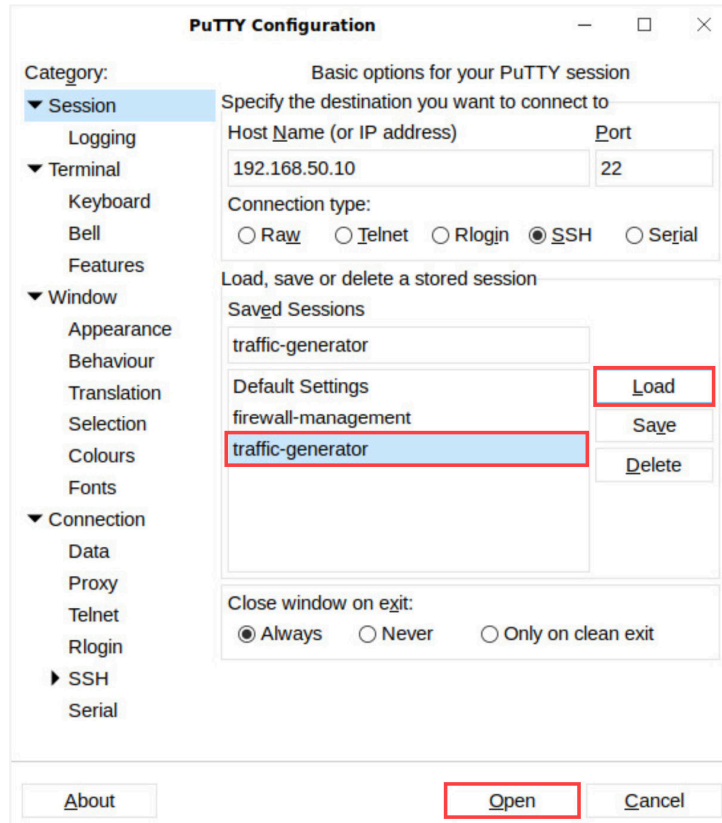 PuTTY Configuration
Category:
Session
Logging
Terminal
Keyboard
Bell
Features
Window
Appearance
Behaviour
Translation
Selection
Colours
Fonts
Connection
Data
Proxy
Telnet
Rlogin
SSH
Serial
Basic options for your PuTTY session
Specify the destination you want to connect to
Host Name (or IP address) Port
192.168.50.10 22
Connection type:
Raw Telnet Rlogin SSH Serial
Load, save or delete a stored session
Saved Sessions
traffic-generator
Default Settings
firewall-management
traffic-generator
Load
Save
Delete
Close window on exit:
Always Never Only on clean exit
About Open Cancel